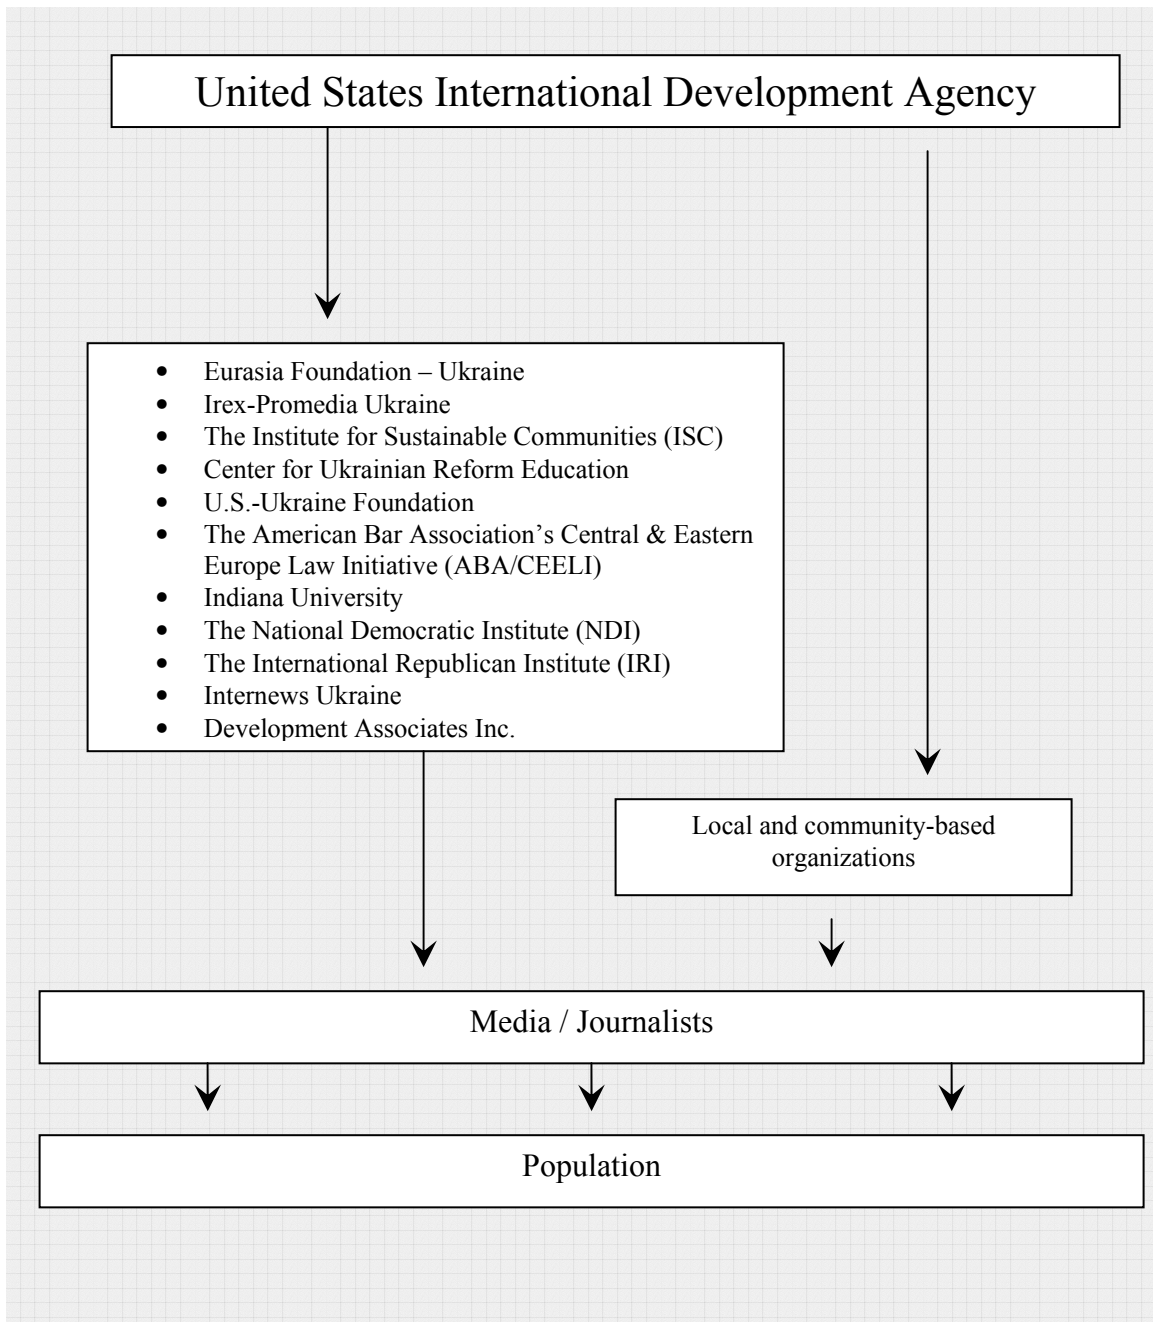 United States International Development Agency
• Eurasia Foundation – Ukraine
• Irex-Promedia Ukraine
• The Institute for Sustainable Communities (ISC)
• Center for Ukrainian Reform Education
• U.S.-Ukraine Foundation
• The American Bar Association’s Central & Eastern
Europe Law Initiative (ABA/CEELI)
• Indiana University
• The National Democratic Institute (NDI)
• The International Republican Institute (IRI)
• Internews Ukraine
• Development Associates Inc.
Local and community-based
organizations
Media / Journalists
Population